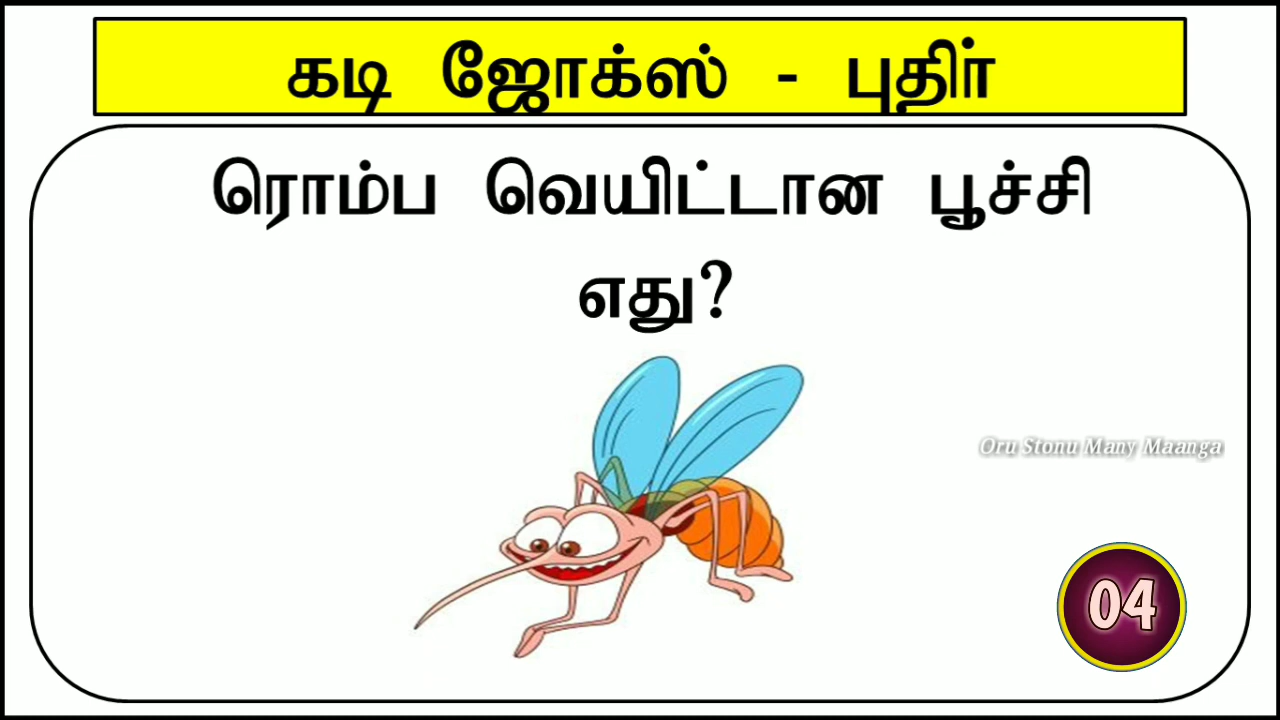 கடி ஜோக்ஸ் - புதிர்
ரொம்ப வெயிட்டான பூச்சி
எது?
Oru Stonu Many Maanga
04